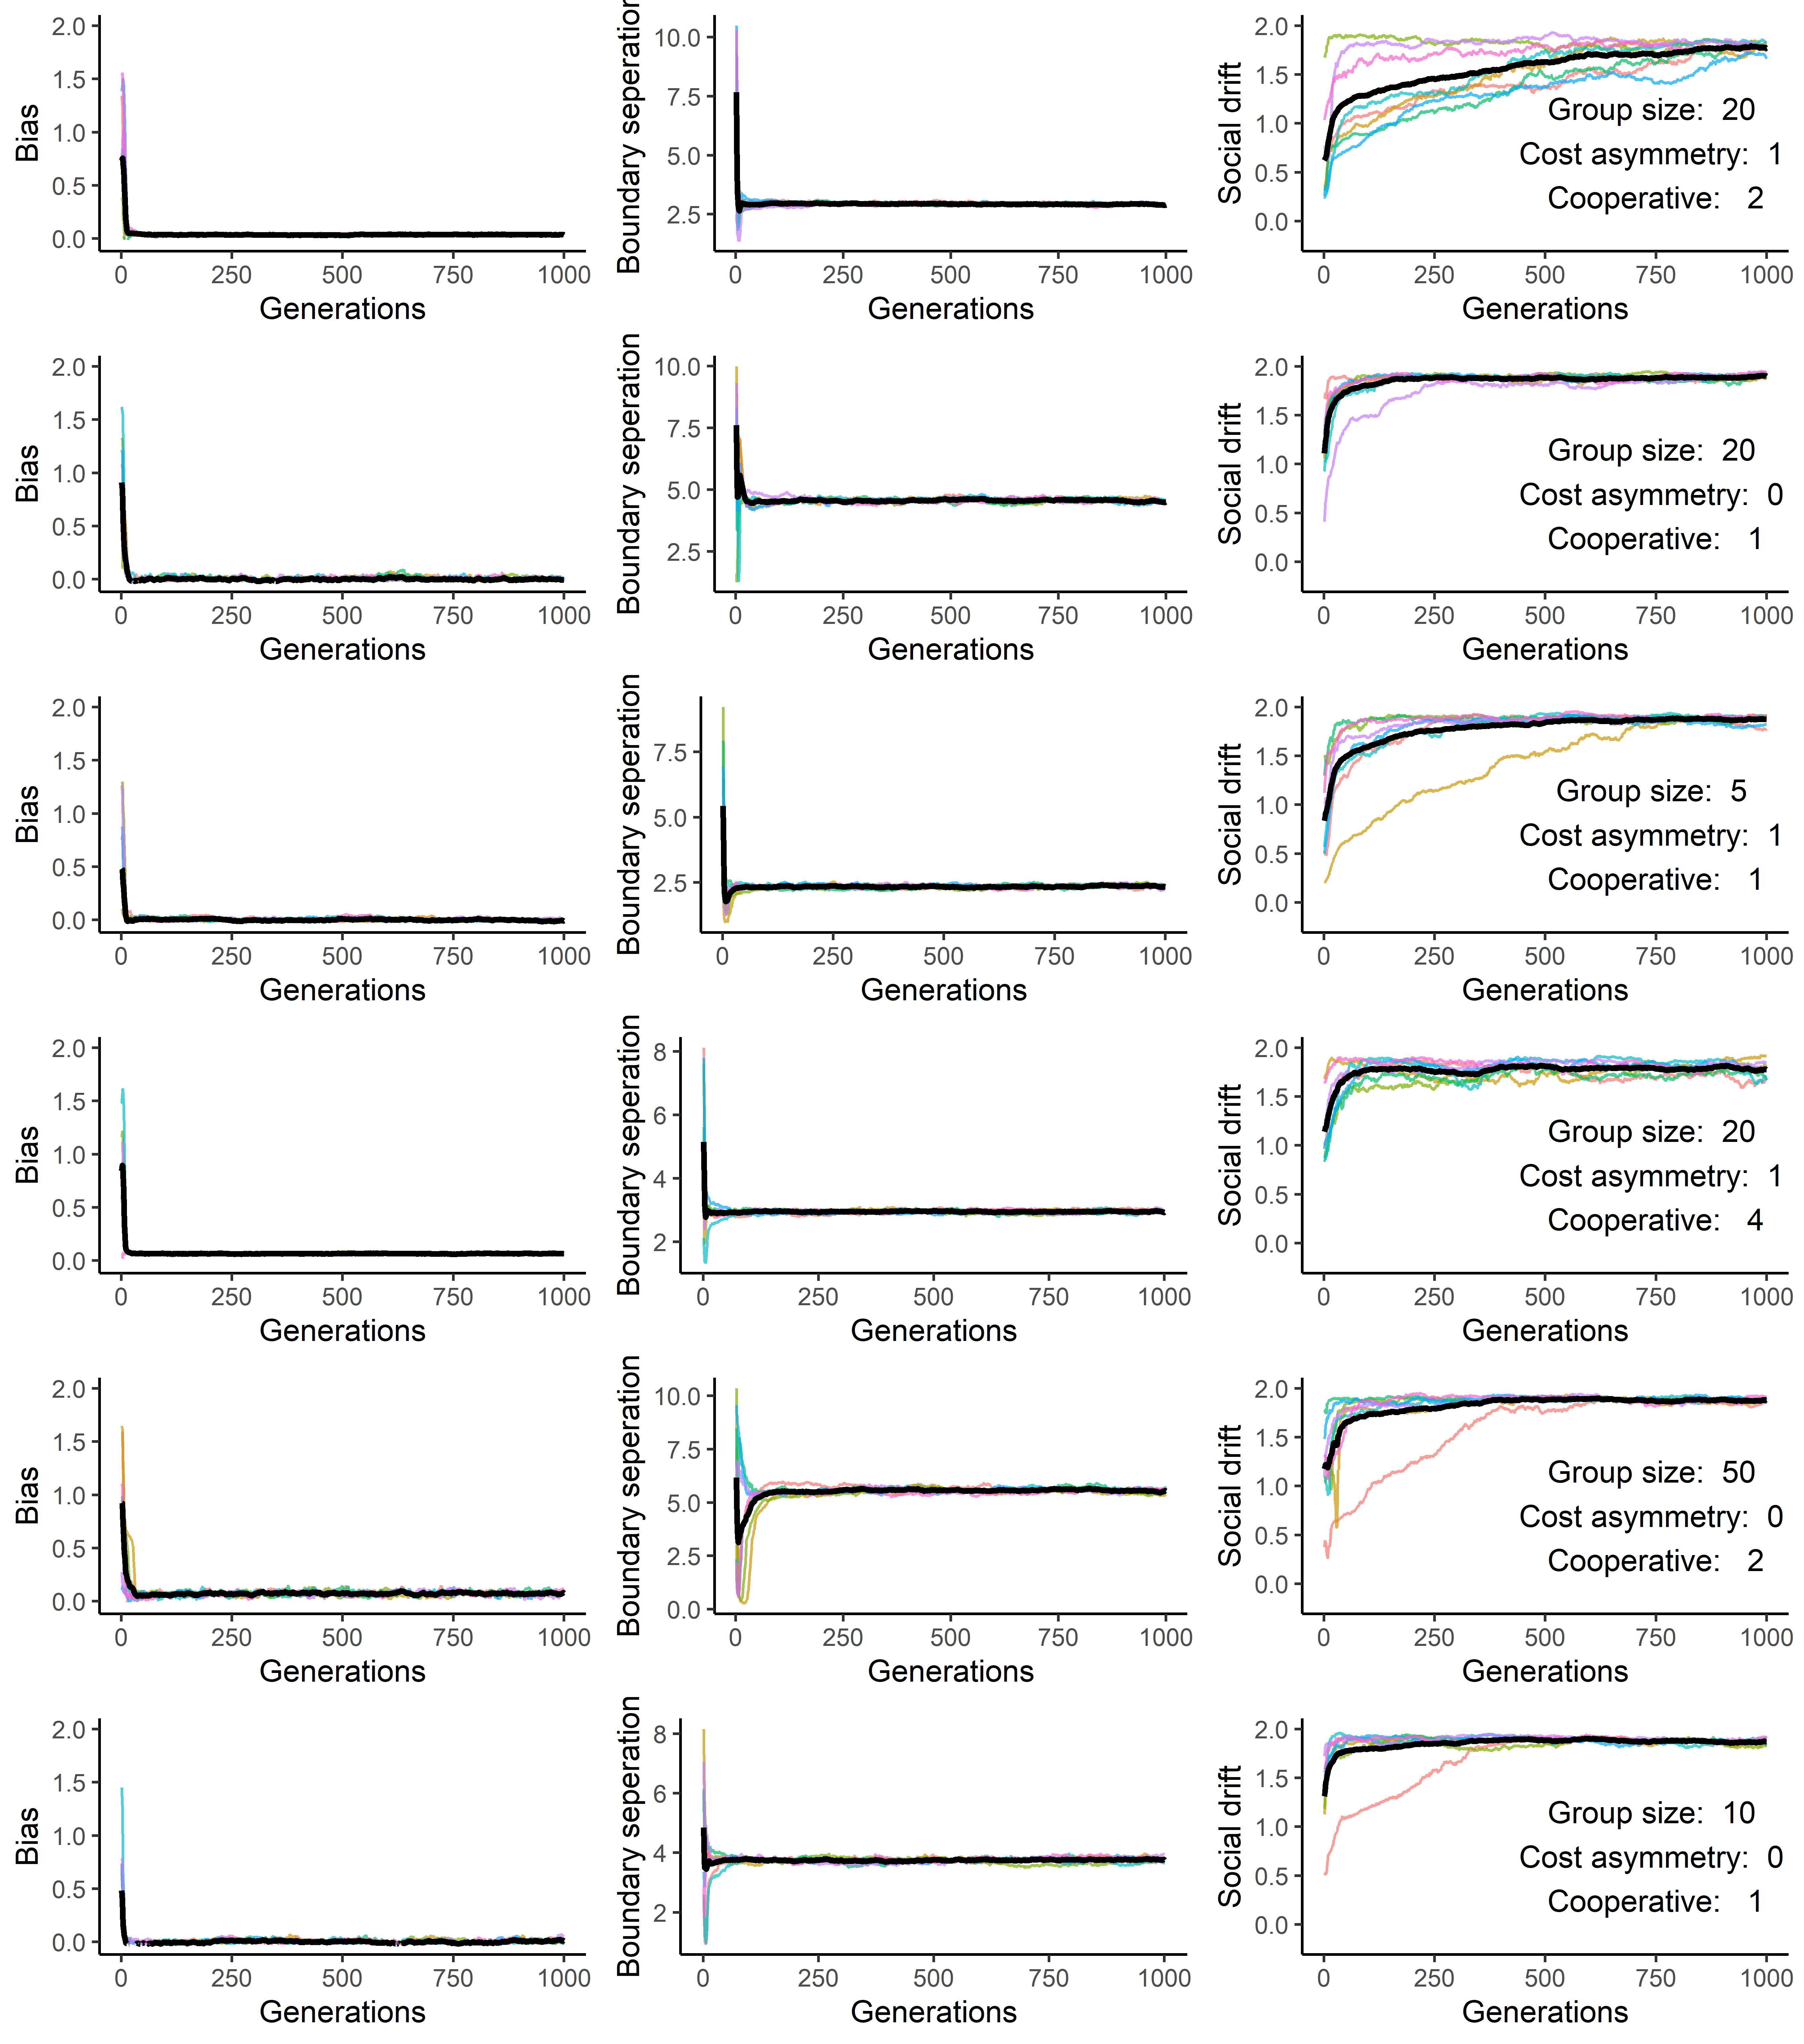 Bias
2.0
1.5
1.0
0.5
0.0
0 250 500 750 1000
Generations
Boundary seperation
10.0
7.5
5.0
2.5
0 250 500 750 1000
Generations
Social drift
2.0
1.5
1.0
0.5
0.0
Group size: 20
Cost asymmetry: 1
Cooperative: 2
0 250 500 750 1000
Generations
Bias
2.0
1.5
1.0
0.5
0.0
0 250 500 750 1000
Generations
Boundary seperation
10.0
7.5
5.0
2.5
0 250 500 750 1000
Generations
Social drift
2.0
1.5
1.0
0.5
0.0
Group size: 20
Cost asymmetry: 0
Cooperative: 1
0 250 500 750 1000
Generations
Bias
2.0
1.5
1.0
0.5
0.0
0 250 500 750 1000
Generations
Boundary seperation
7.5
5.0
2.5
0 250 500 750 1000
Generations
Social drift
2.0
1.5
1.0
0.5
0.0
Group size: 5
Cost asymmetry: 1
Cooperative: 1
0 250 500 750 1000
Generations
Bias
2.0
1.5
1.0
0.5
0.0
0 250 500 750 1000
Generations
Boundary seperation
8
6
4
2
0 250 500 750 1000
Generations
Social drift
2.0
1.5
1.0
0.5
0.0
Group size: 20
Cost asymmetry: 1
Cooperative: 4
0 250 500 750 1000
Generations
Bias
2.0
1.5
1.0
0.5
0.0
0 250 500 750 1000
Generations
Boundary seperation
10.0
7.5
5.0
2.5
0.0
0 250 500 750 1000
Generations
Social drift
2.0
1.5
1.0
0.5
0.0
Group size: 50
Cost asymmetry: 0
Cooperative: 2
0 250 500 750 1000
Generations
Bias
2.0
1.5
1.0
0.5
0.0
0 250 500 750 1000
Generations
Boundary seperation
8
6
4
2
0 250 500 750 1000
Generations
Social drift
2.0
1.5
1.0
0.5
0.0
Group size: 10
Cost asymmetry: 0
Cooperative: 1
0 250 500 750 1000
Generations